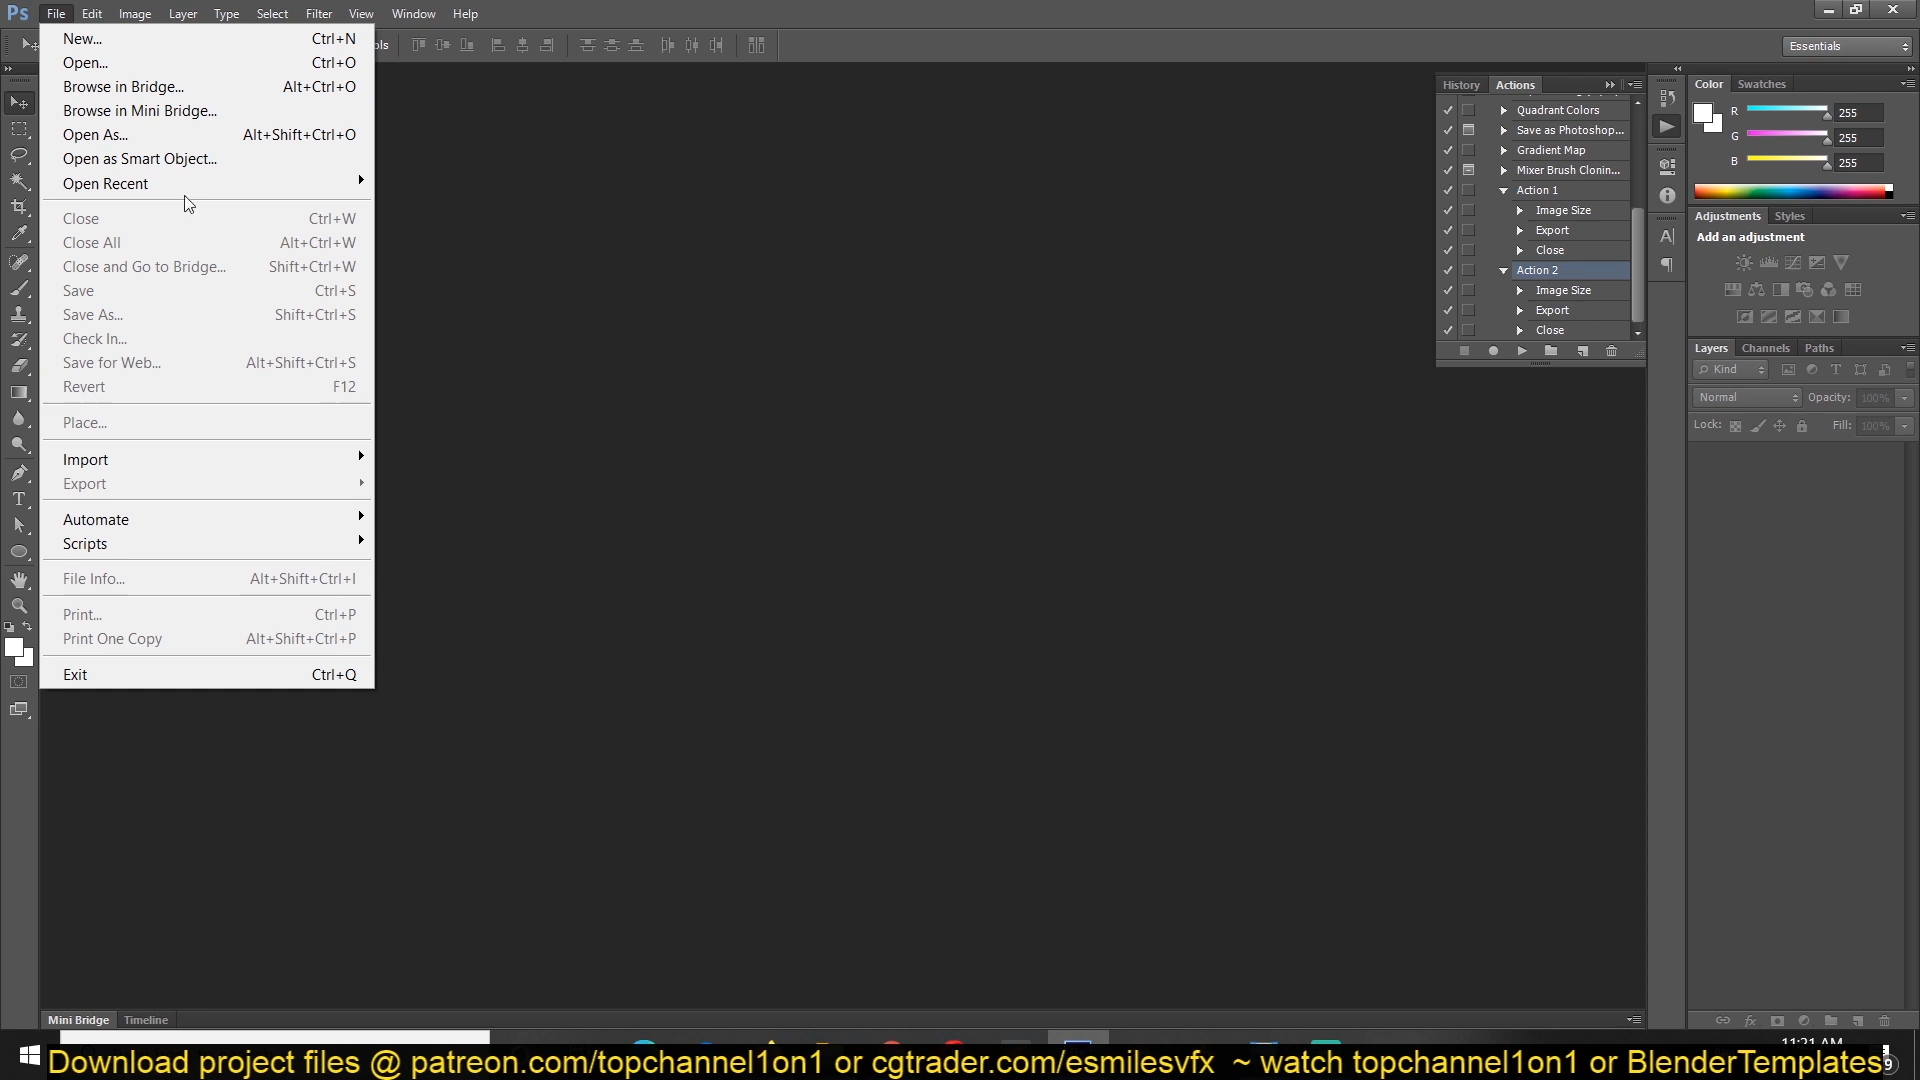 Ps File Edit Image Layer Type Select Filter View Window Help
Essentials
New... Ctrl+N
Open... Ctrl+O
Browse in Bridge... Alt+Ctrl+O
Browse in Mini Bridge...
Open As... Alt+Shift+Ctrl+O
Open as Smart Object...
Open Recent
Close Ctrl+W
Close All Alt+Ctrl+W
Close and Go to Bridge... Shift+Ctrl+W
Save Ctrl+S
Save As... Shift+Ctrl+S
Check In...
Save for Web... Alt+Shift+Ctrl+S
Revert F12
Place...
Import
Export
Automate
Scripts
File Info... Alt+Shift+Ctrl+I
Print... Ctrl+P
Print One Copy Alt+Shift+Ctrl+P
Exit Ctrl+Q
History Actions
Quadrant Colors
Save as Photoshop...
Gradient Map
Mixer Brush Clonin...
Action 1
Image Size
Export
Close
Action 2
Image Size
Export
Close
Color Swatches
R 255
G 255
B 255
Adjustments Styles
Add an adjustment
Layers Channels Paths
Kind
Normal Opacity: 100%
Lock: Fill: 100%
Mini Bridge Timeline
11:21 AM
Download project files @ patreon.com/topchannel1on1 or cgtrader.com/esmilesvfx ~ watch topchannel1on1 or BlenderTemplates